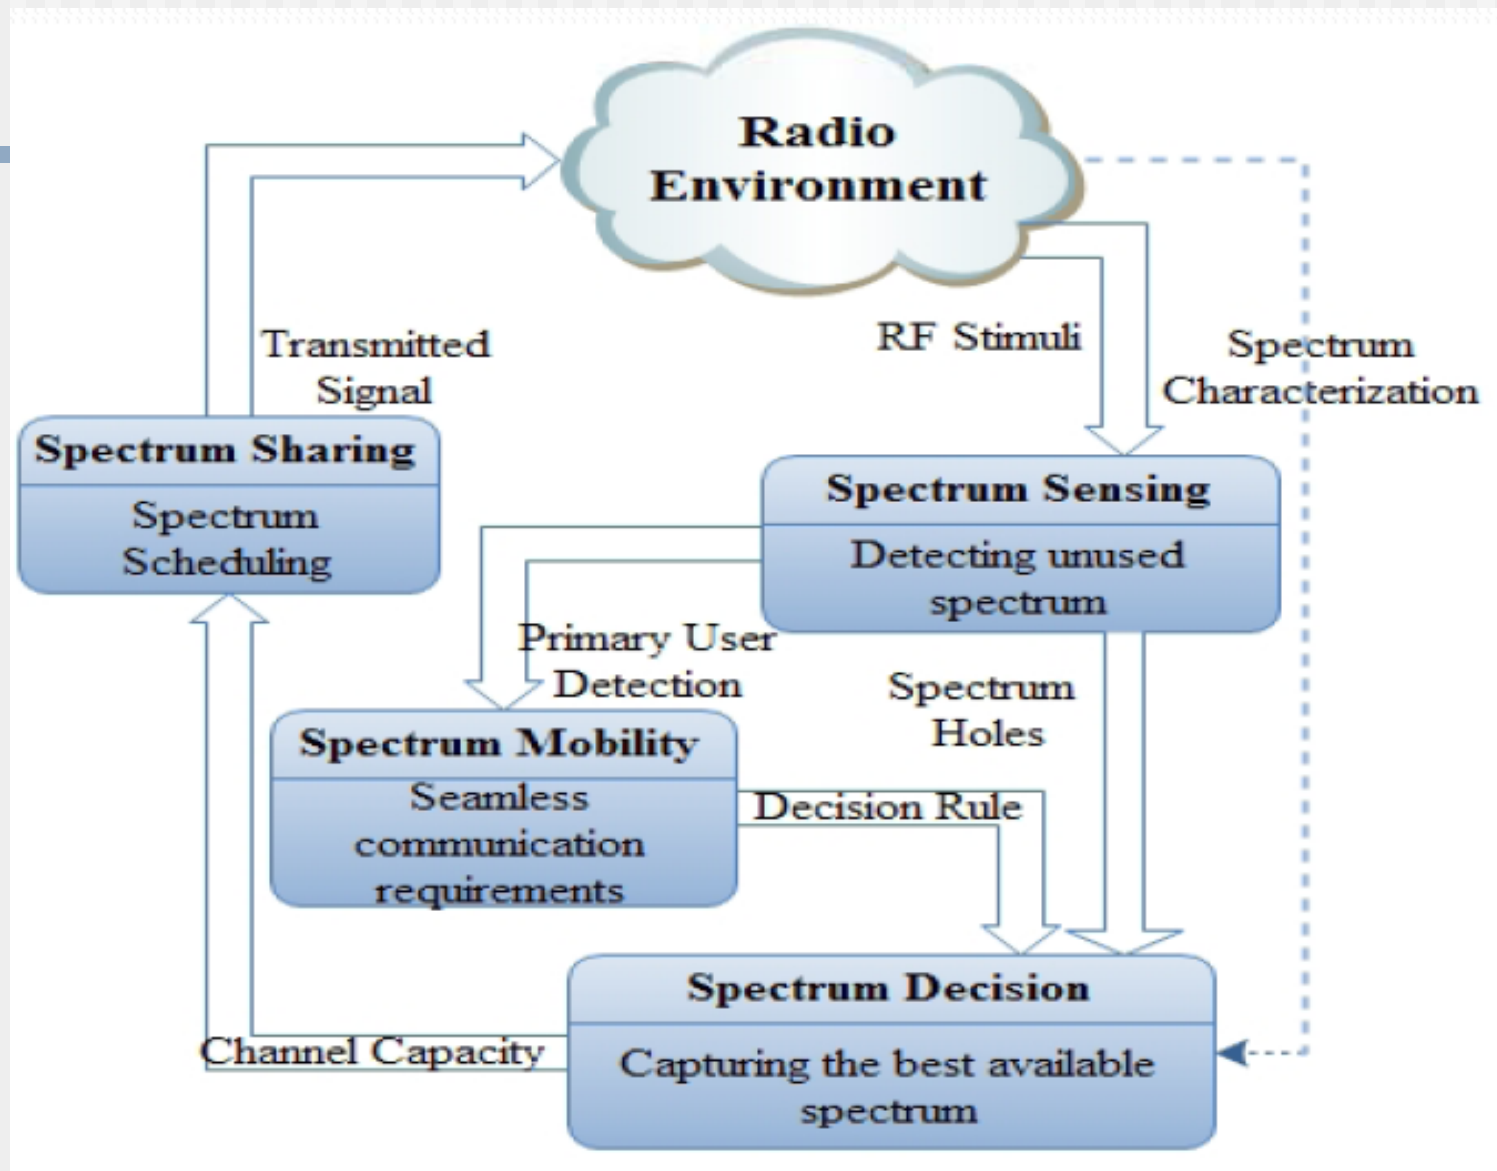 Radio
Environment
Transmitted
Signal
RF Stimuli
Spectrum
Characterization
Spectrum Sharing
Spectrum
Scheduling
Spectrum Sensing
Detecting unused
spectrum
Primary User
Detection
Spectrum
Holes
Spectrum Mobility
Seamless
communication
requirements
Decision Rule
Spectrum Decision
Capturing the best available
spectrum
Channel Capacity